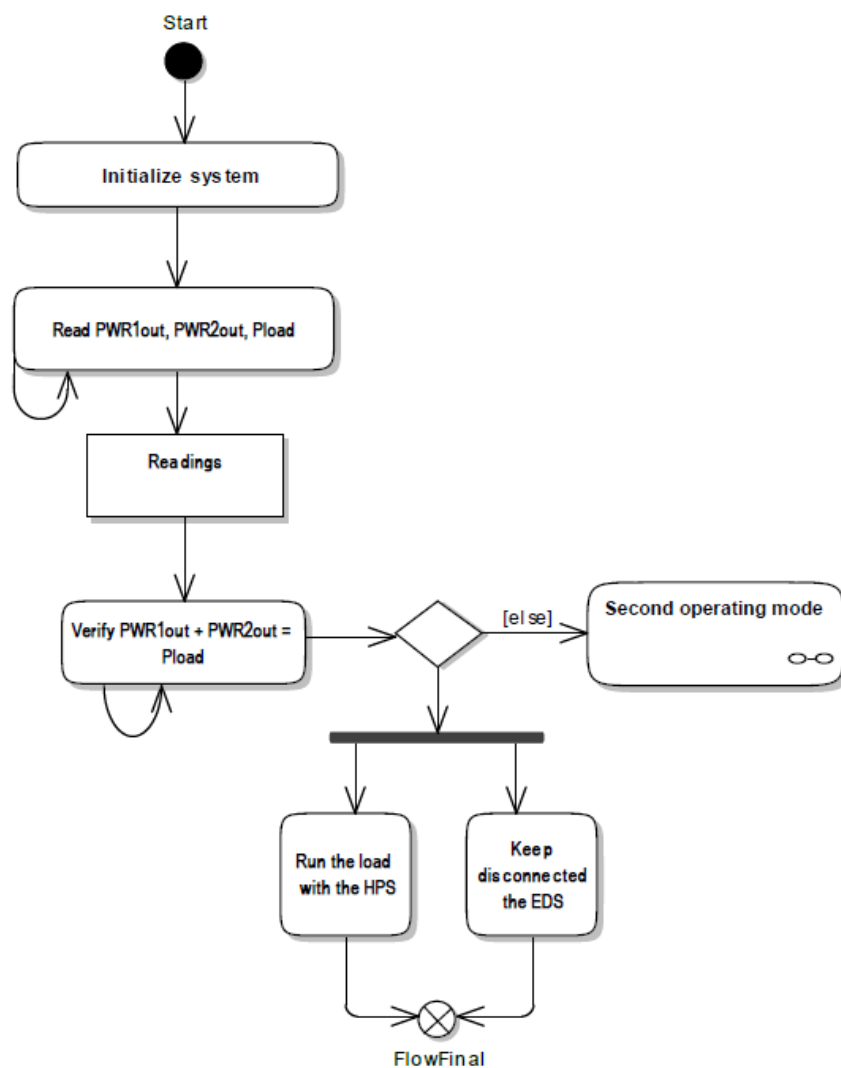 Start
Initialize system
Read PWR1out, PWR2out, Pload
Readings
Verify PWR1out + PWR2out =
Pload
[else]
Second operating mode
Run the load
with the HPS
Keep
disconnected
the EDS
FlowFinal